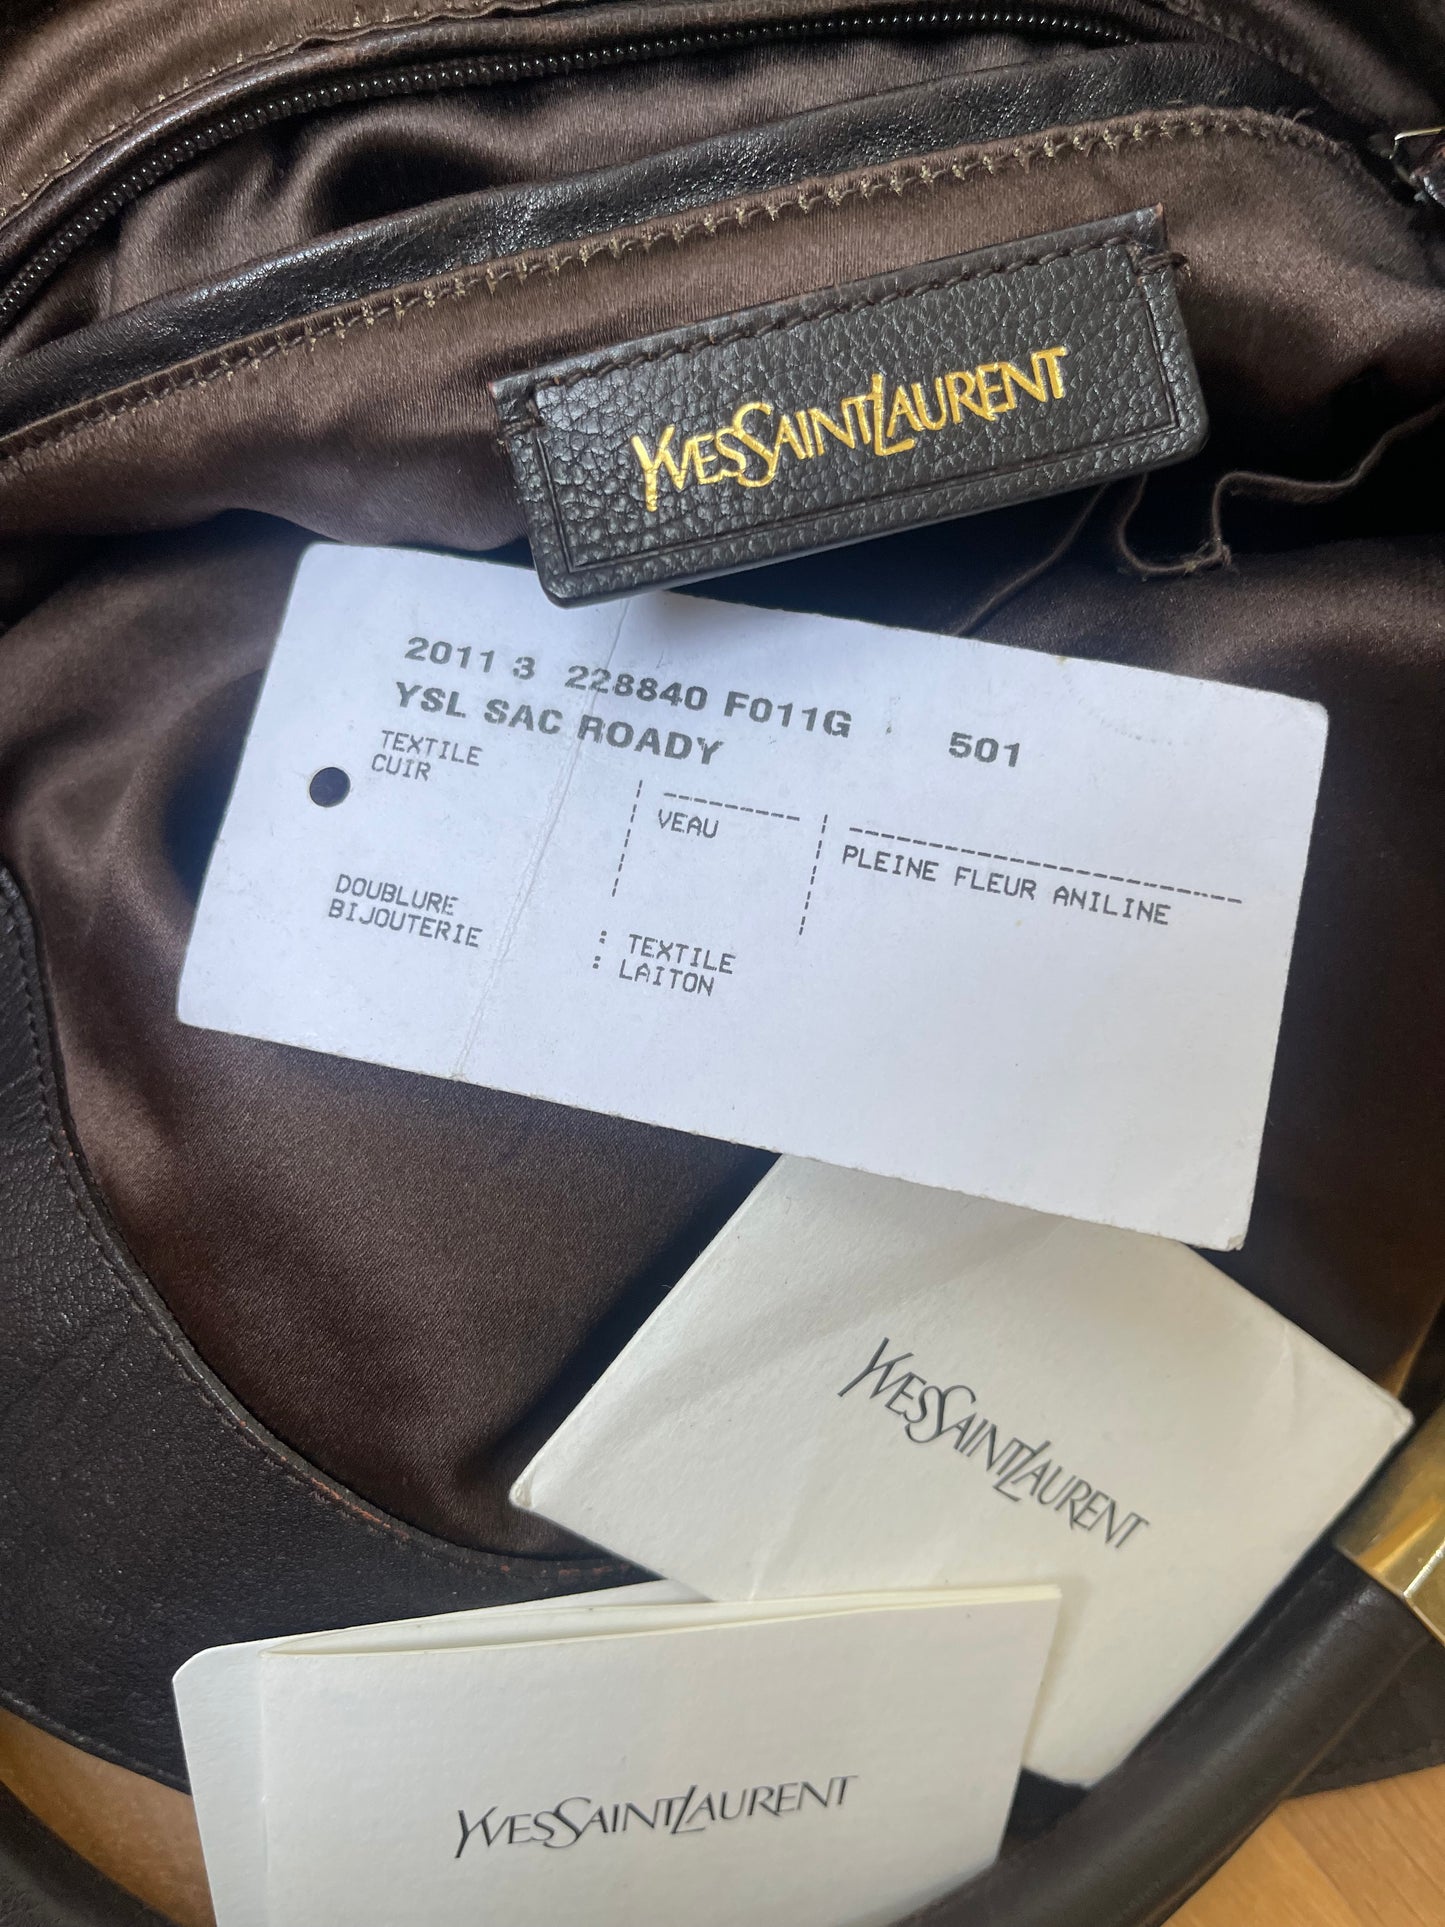 YVESSAINTLAURENT
2011 3 228840 F011G 501
YSL SAC ROADY
TEXTILE
CUIR VEAU PLEINE FLEUR ANILINE
DOUBLURE : TEXTILE
BIJOUTERIE : LAITON
YVESSAINTLAURENT
YVESSAINTLAURENT